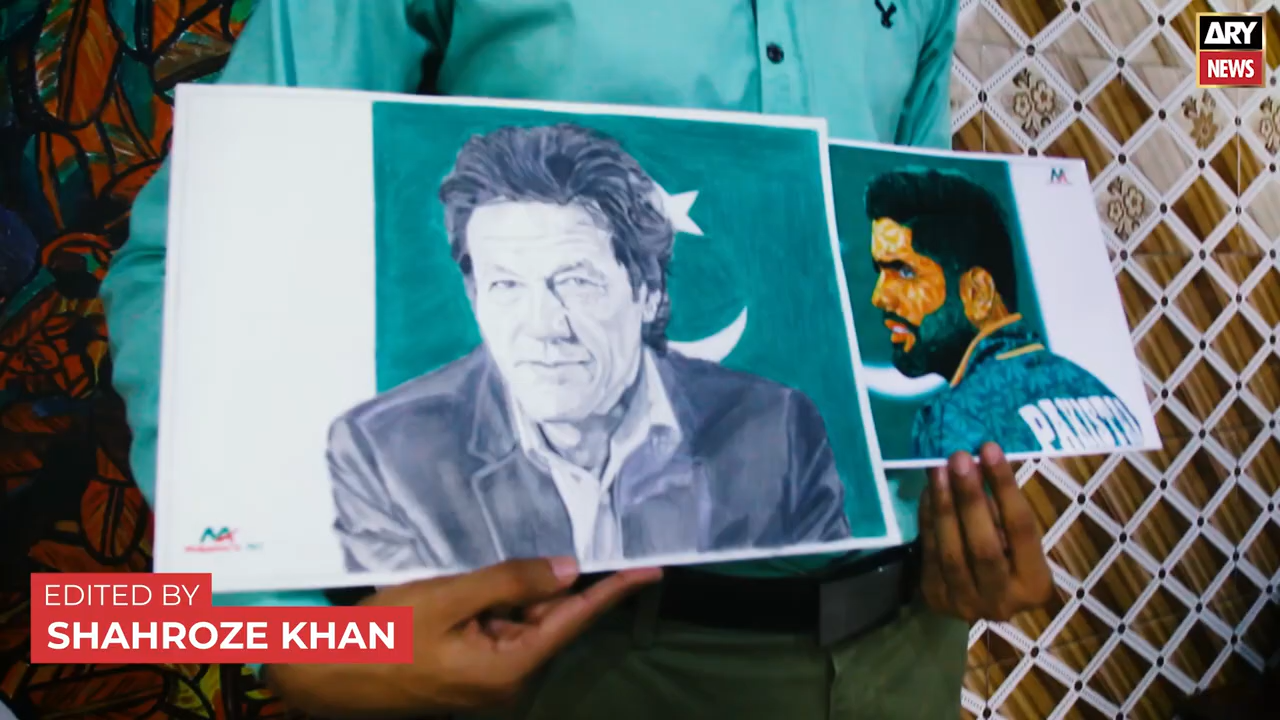 ARY
NEWS
PAKISTA
EDITED BY
SHAHROZE KHAN